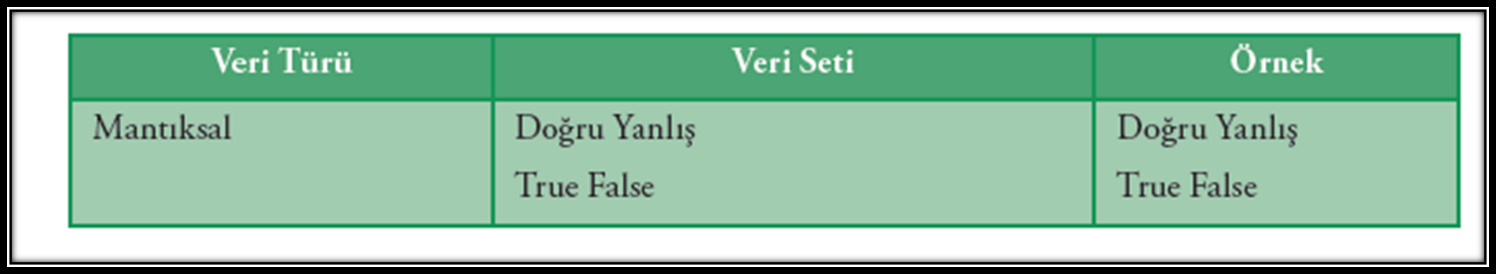 Veri Türü Veri Seti Örnek
Mantıksal Doğru Yanlış Doğru Yanlış
True False True False